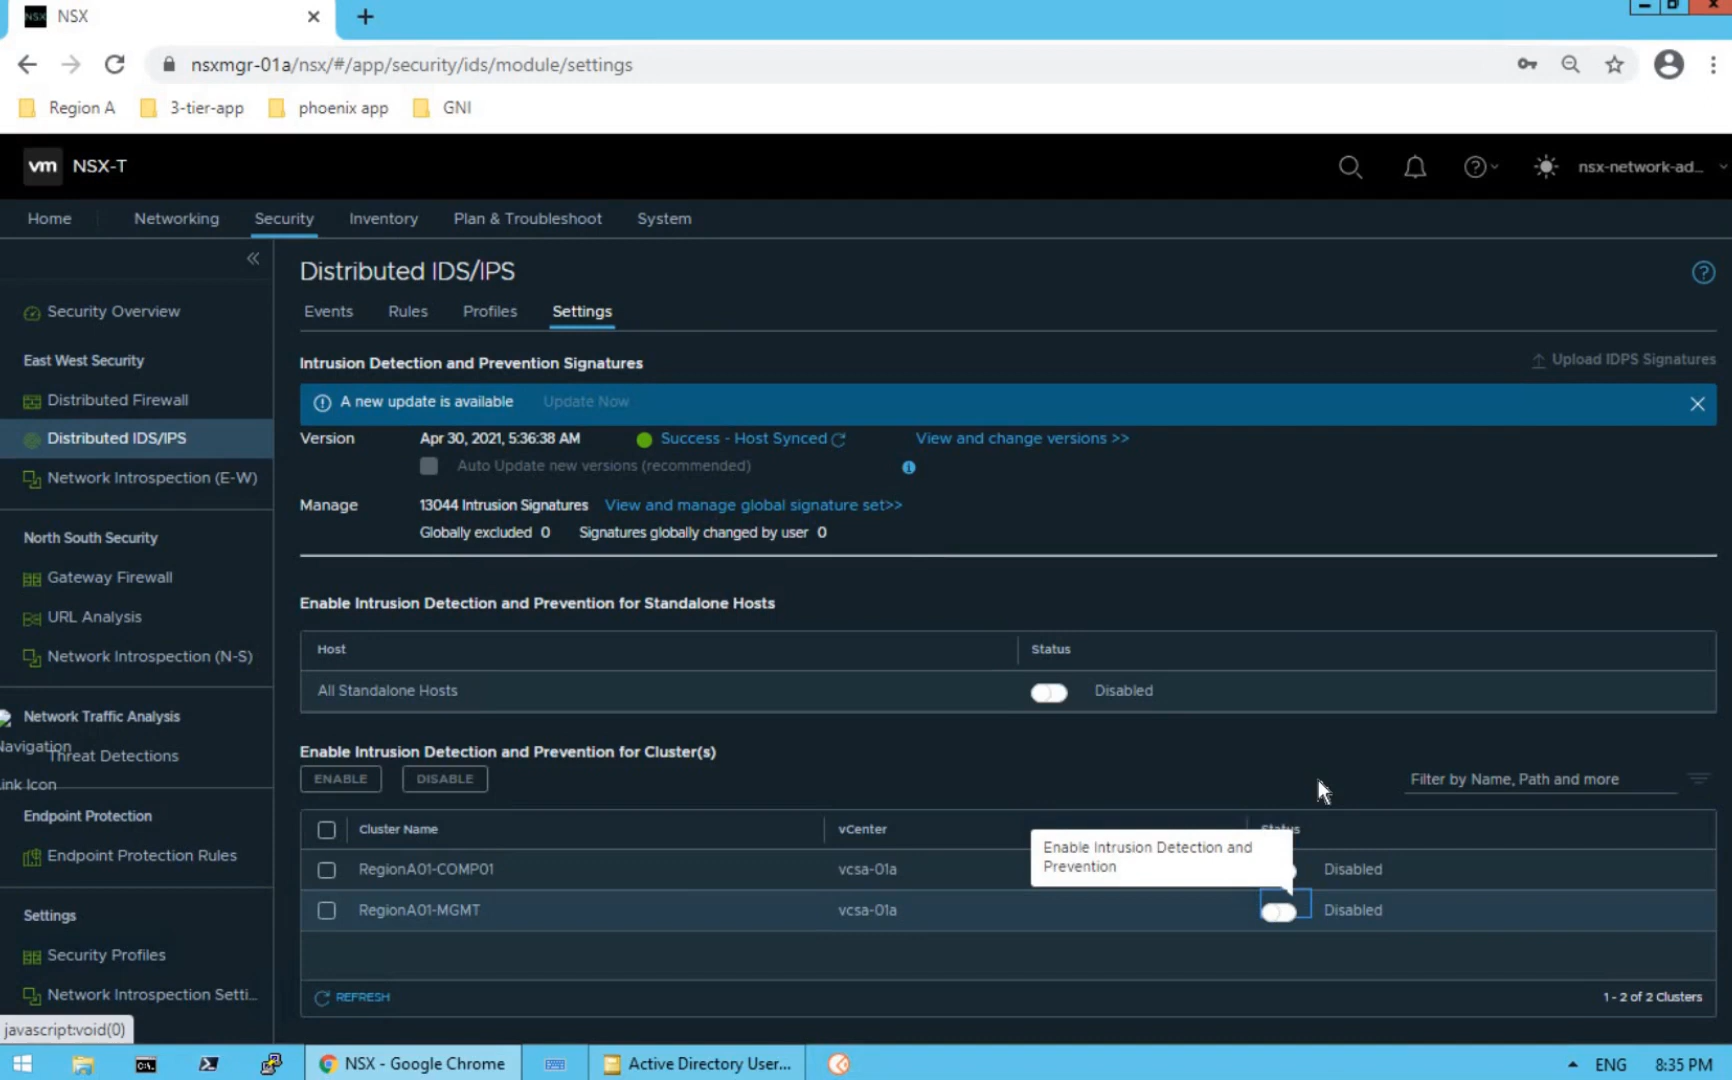 NSX
NSX
nsxmgr-01a/nsx/#/app/security/ids/module/settings
Region A
3-tier-app
phoenix app
GNI
vm
NSX-T
nsx-network-ad...
Home
Networking
Security
Inventory
Plan & Troubleshoot
System
Security Overview
East West Security
Distributed Firewall
Distributed IDS/IPS
Network Introspection (E-W)
North South Security
Gateway Firewall
URL Analysis
Network Introspection (N-S)
Network Traffic Analysis
Navigation
Threat Detections
Link Icon
Endpoint Protection
Endpoint Protection Rules
Settings
Security Profiles
Network Introspection Setti...
javascript:void(0)
Distributed IDS/IPS
Events
Rules
Profiles
Settings
Intrusion Detection and Prevention Signatures
Upload IDPS Signatures
A new update is available
Update Now
Version
Apr 30, 2021, 5:36:38 AM
Success - Host Synced
View and change versions >>
Auto Update new versions (recommended)
Manage
13044 Intrusion Signatures
View and manage global signature set>>
Globally excluded 0
Signatures globally changed by user 0
Enable Intrusion Detection and Prevention for Standalone Hosts
Host
Status
All Standalone Hosts
Disabled
Enable Intrusion Detection and Prevention for Cluster(s)
ENABLE
DISABLE
Filter by Name, Path and more
Cluster Name
vCenter
Status
Enable Intrusion Detection and
Prevention
RegionA01-COMP01
vcsa-01a
Disabled
RegionA01-MGMT
vcsa-01a
Disabled
REFRESH
1 - 2 of 2 Clusters
NSX - Google Chrome
Active Directory User...
ENG
8:35 PM